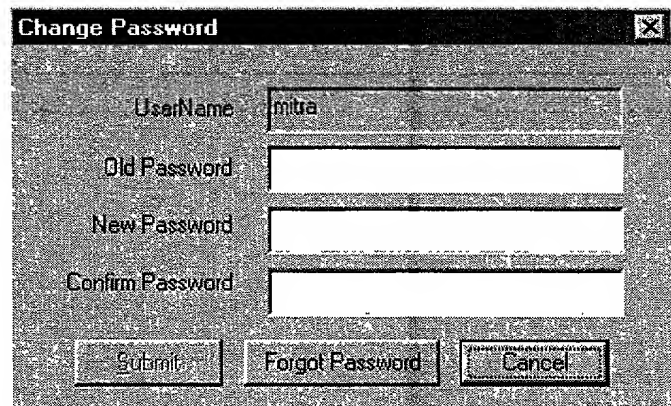 Change Password
UserName mitra
Old Password
New Password
Confirm Password
Submit Forgot Password Cancel